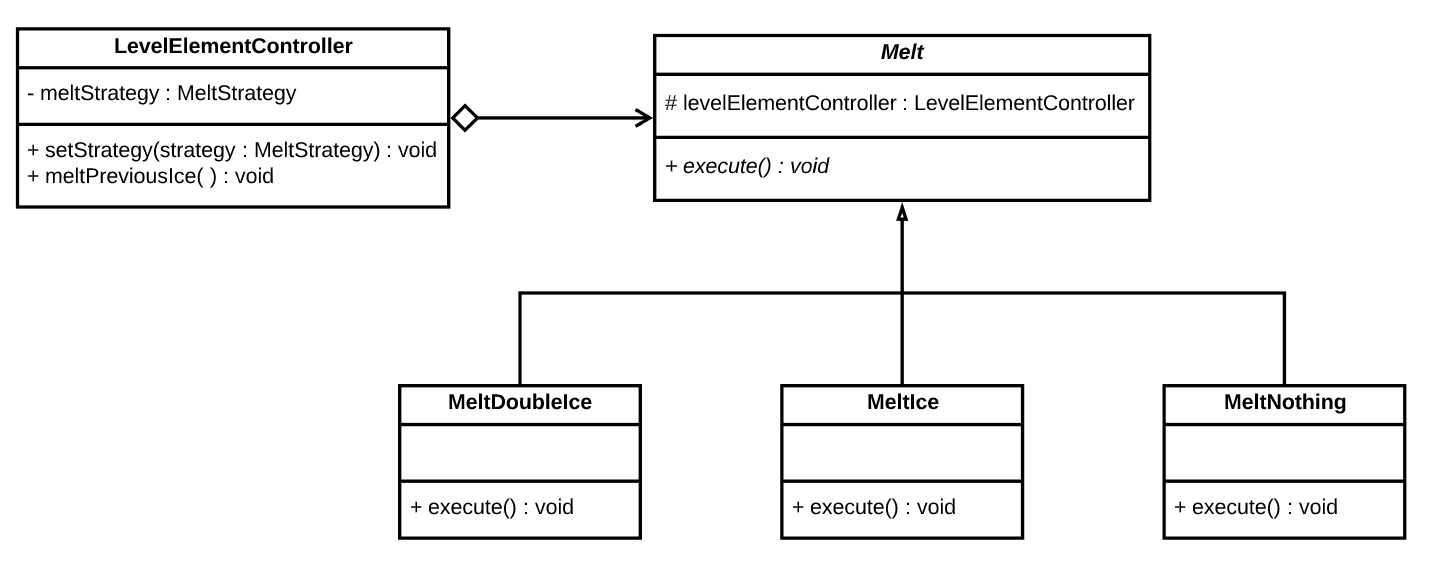 LevelElementController
- meltStrategy : MeltStrategy
+ setStrategy(strategy : MeltStrategy) : void
+ meltPreviousIce( ) : void
Melt
# levelElementController : LevelElementController
+ execute() : void
MeltDoubleIce
+ execute() : void
MeltIce
+ execute() : void
MeltNothing
+ execute() : void